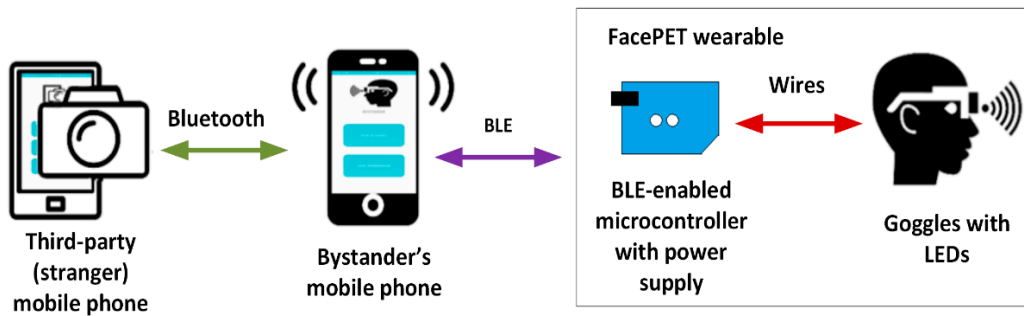 FacePET wearable
Bluetooth
BLE
Wires
Third-party
(stranger)
mobile phone
Bystander's
mobile phone
BLE-enabled
microcontroller
with power
supply
Goggles with
LEDs